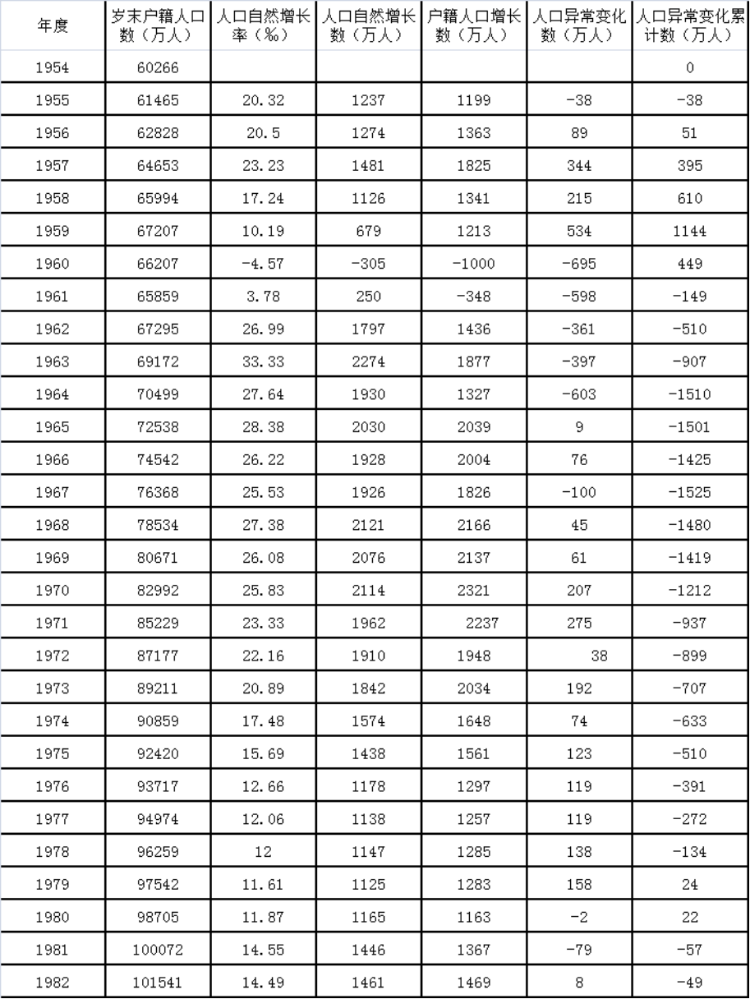 年度 岁末户籍人口数（万人） 人口自然增长率（‰） 人口自然增长数（万人） 户籍人口增长数（万人） 人口异常变化数（万人） 人口异常变化累计数（万人）
1954 60266 0
1955 61465 20.32 1237 1199 -38 -38
1956 62828 20.5 1274 1363 89 51
1957 64653 23.23 1481 1825 344 395
1958 65994 17.24 1126 1341 215 610
1959 67207 10.19 679 1213 534 1144
1960 66207 -4.57 -305 -1000 -695 449
1961 65859 3.78 250 -348 -598 -149
1962 67295 26.99 1797 1436 -361 -510
1963 69172 33.33 2274 1877 -397 -907
1964 70499 27.64 1930 1327 -603 -1510
1965 72538 28.38 2030 2039 9 -1501
1966 74542 26.22 1928 2004 76 -1425
1967 76368 25.53 1926 1826 -100 -1525
1968 78534 27.38 2121 2166 45 -1480
1969 80671 26.08 2076 2137 61 -1419
1970 82992 25.83 2114 2321 207 -1212
1971 85229 23.33 1962 2237 275 -937
1972 87177 22.16 1910 1948 38 -899
1973 89211 20.89 1842 2034 192 -707
1974 90859 17.48 1574 1648 74 -633
1975 92420 15.69 1438 1561 123 -510
1976 93717 12.66 1178 1297 119 -391
1977 94974 12.06 1138 1257 119 -272
1978 96259 12 1147 1285 138 -134
1979 97542 11.61 1125 1283 158 24
1980 98705 11.87 1165 1163 -2 22
1981 100072 14.55 1446 1367 -79 -57
1982 101541 14.49 1461 1469 8 -49